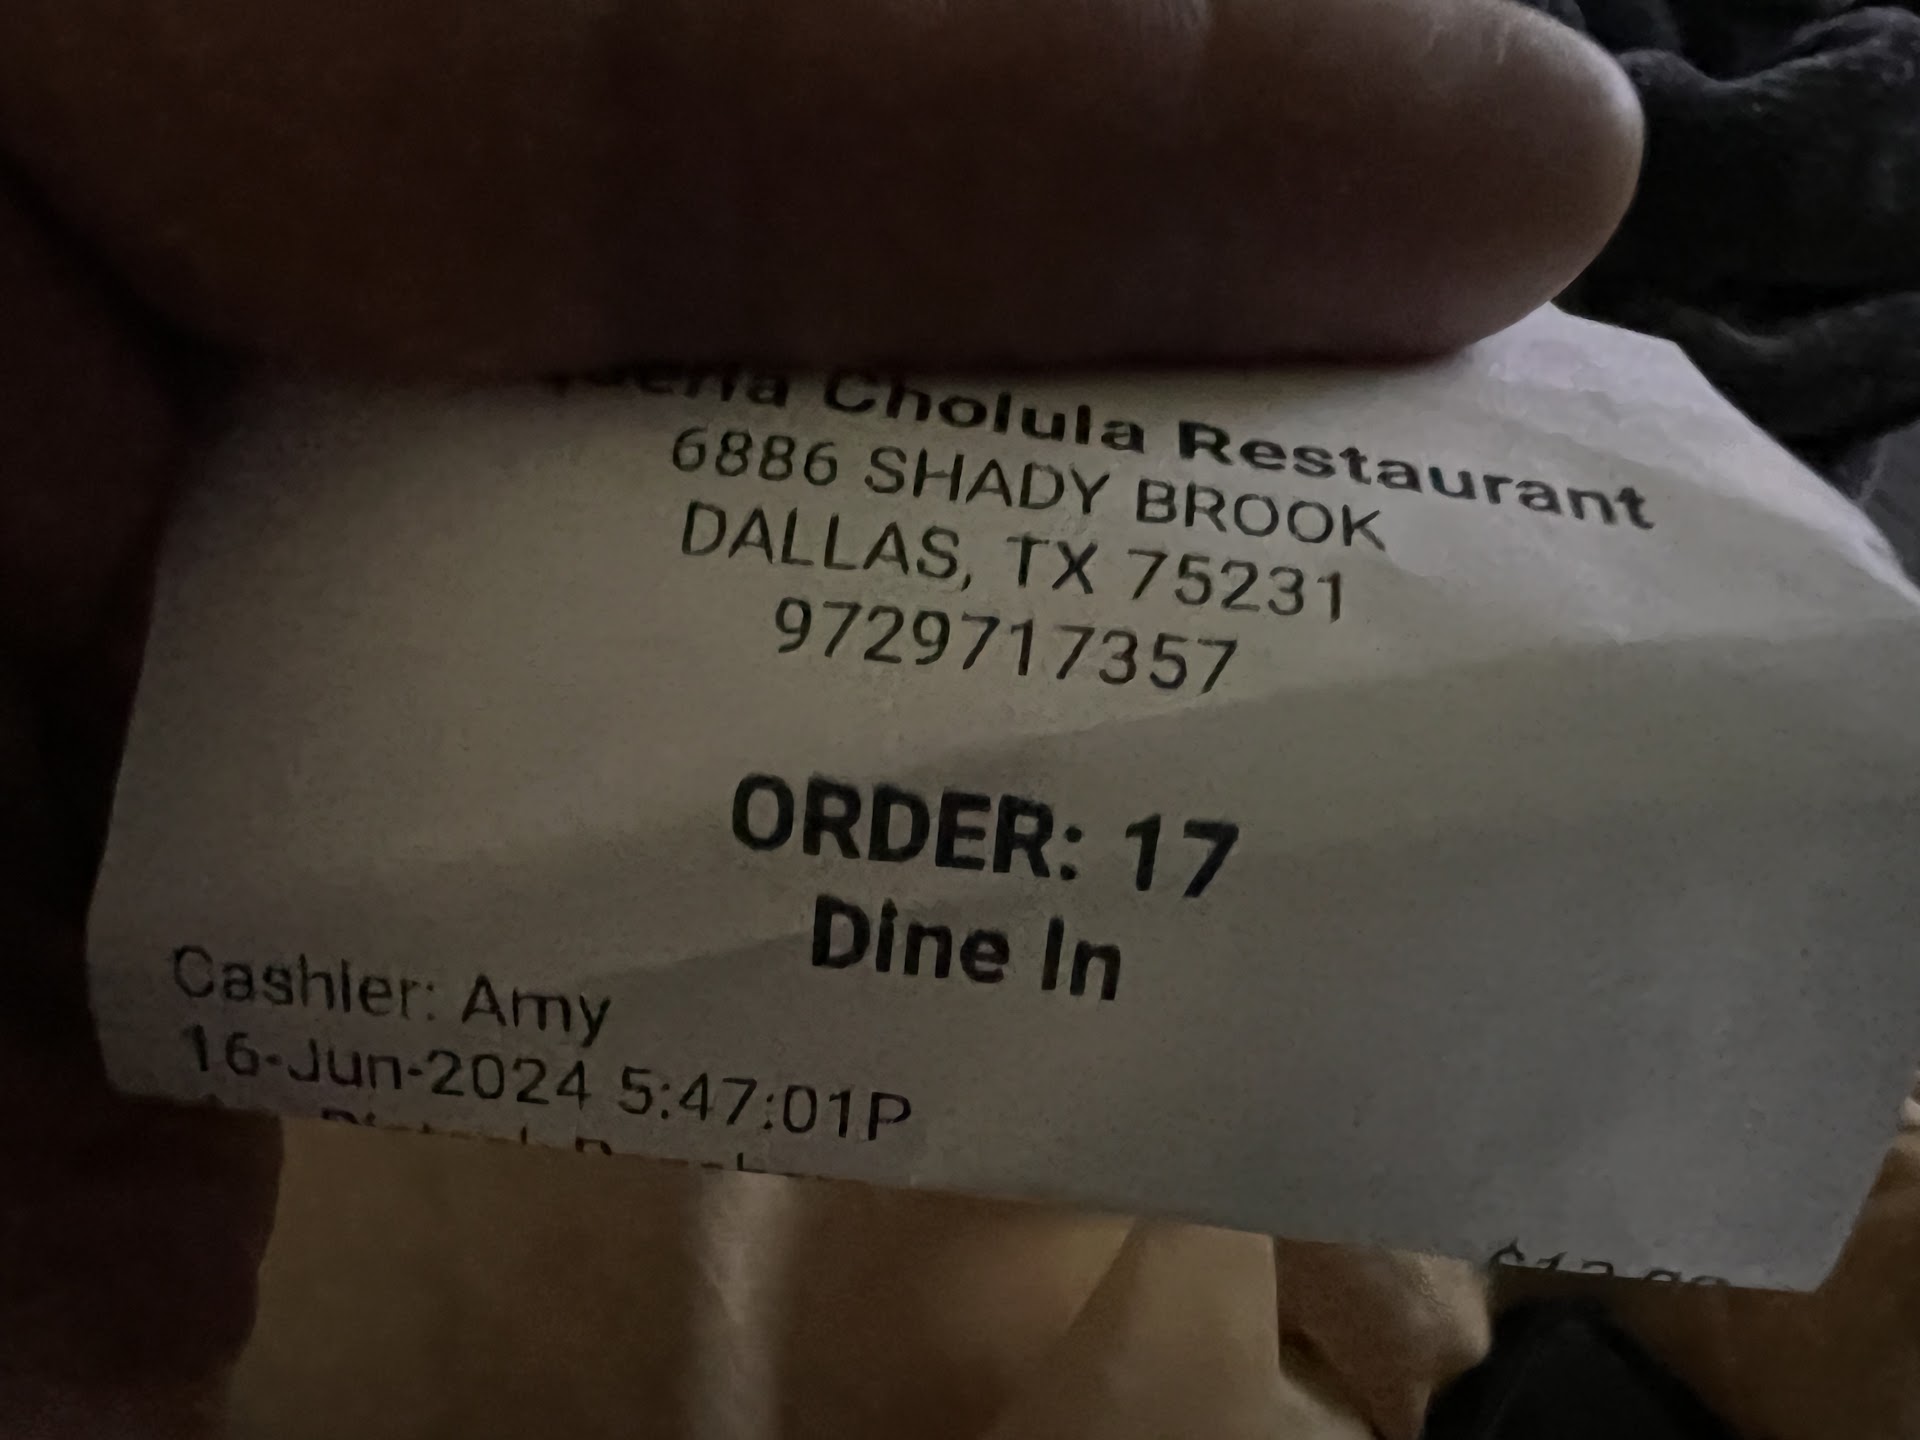 Cholula Restaurant
6886 SHADY BROOK
DALLAS, TX 75231
9729717357
ORDER: 17
Dine In
Cashier: Amy
16-Jun-2024 5:47:01P